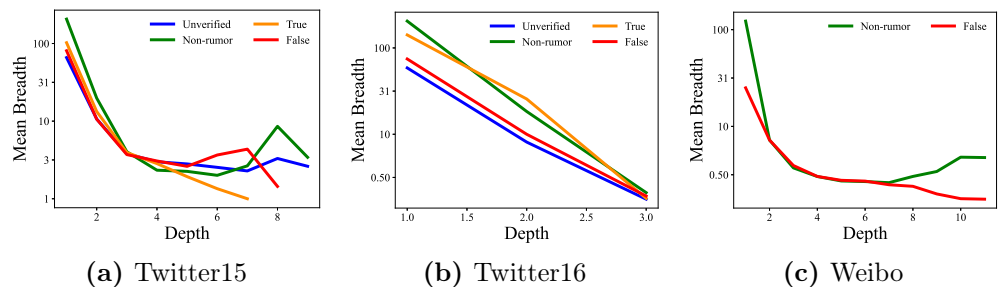 Unverified
Non-rumor
True
False
Mean Breadth
100
31
10
3
1
2
4
6
8
Depth
(a) Twitter15
Unverified
Non-rumor
True
False
Mean Breadth
100
31
10
0.50
1.0
1.5
2.0
2.5
3.0
Depth
(b) Twitter16
Non-rumor
False
Mean Breadth
100
31
10
0.50
2
4
6
8
10
Depth
(c) Weibo